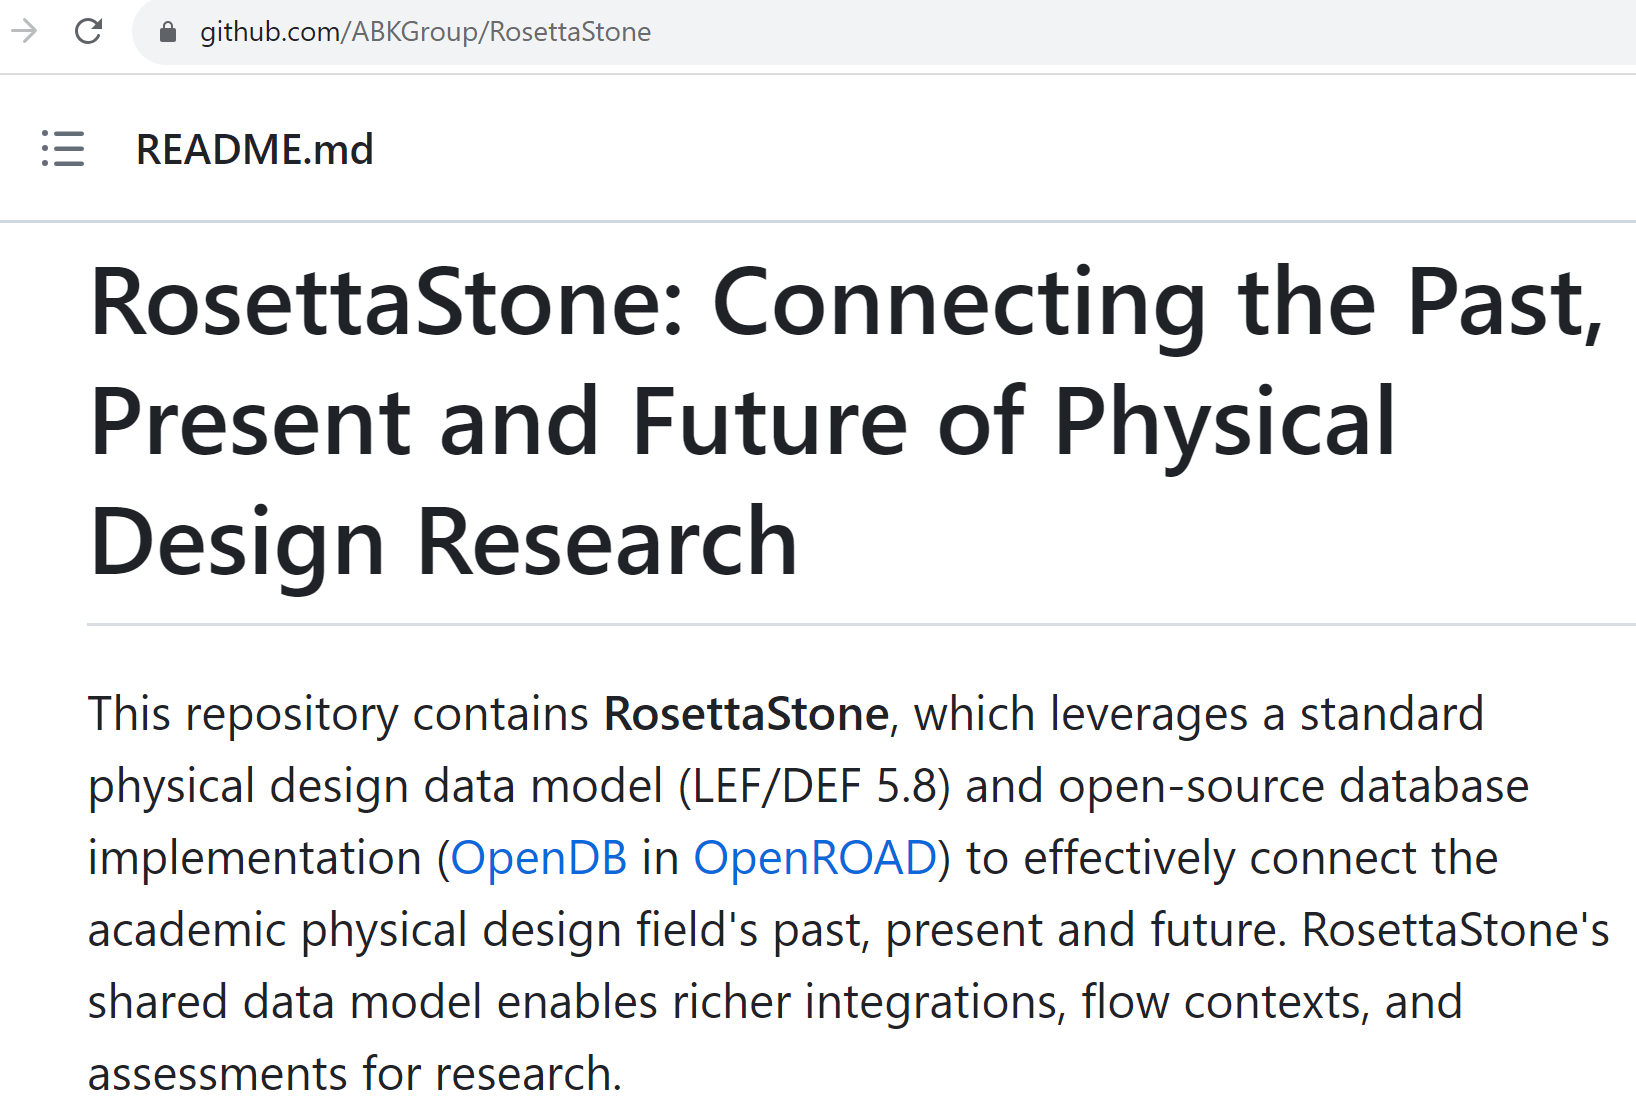 github.com/ABKGroup/RosettaStone
README.md
RosettaStone: Connecting the Past,
Present and Future of Physical
Design Research
This repository contains RosettaStone, which leverages a standard
physical design data model (LEF/DEF 5.8) and open-source database
implementation (OpenDB in OpenROAD) to effectively connect the
academic physical design field's past, present and future. RosettaStone's
shared data model enables richer integrations, flow contexts, and
assessments for research.